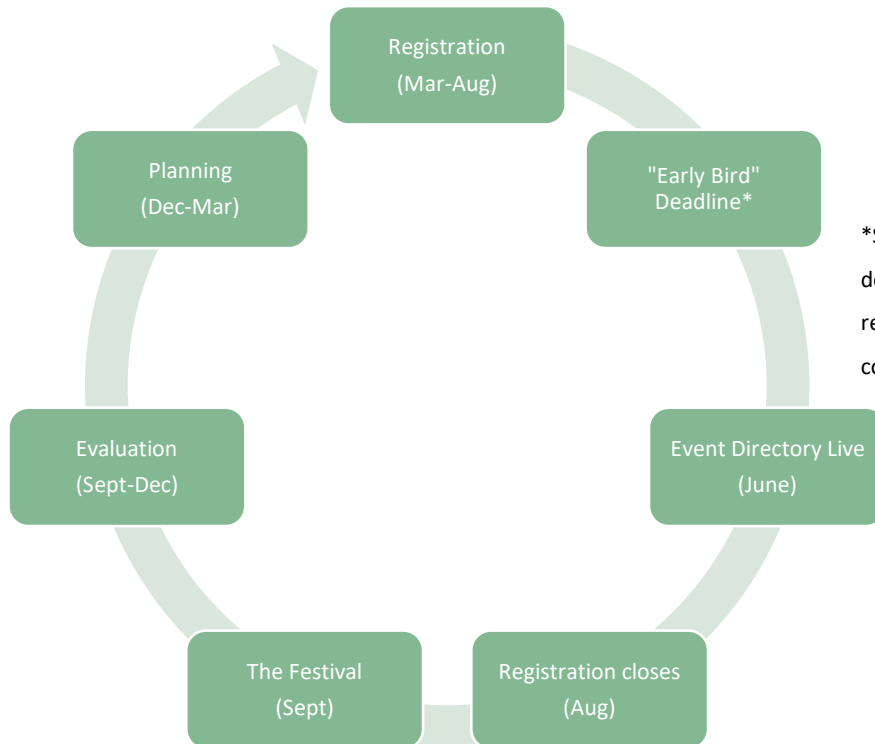 Registration
(Mar-Aug)
"Early Bird"
Deadline*
Event Directory Live
(June)
Registration closes
(Aug)
The Festival
(Sept)
Evaluation
(Sept-Dec)
Planning
(Dec-Mar)